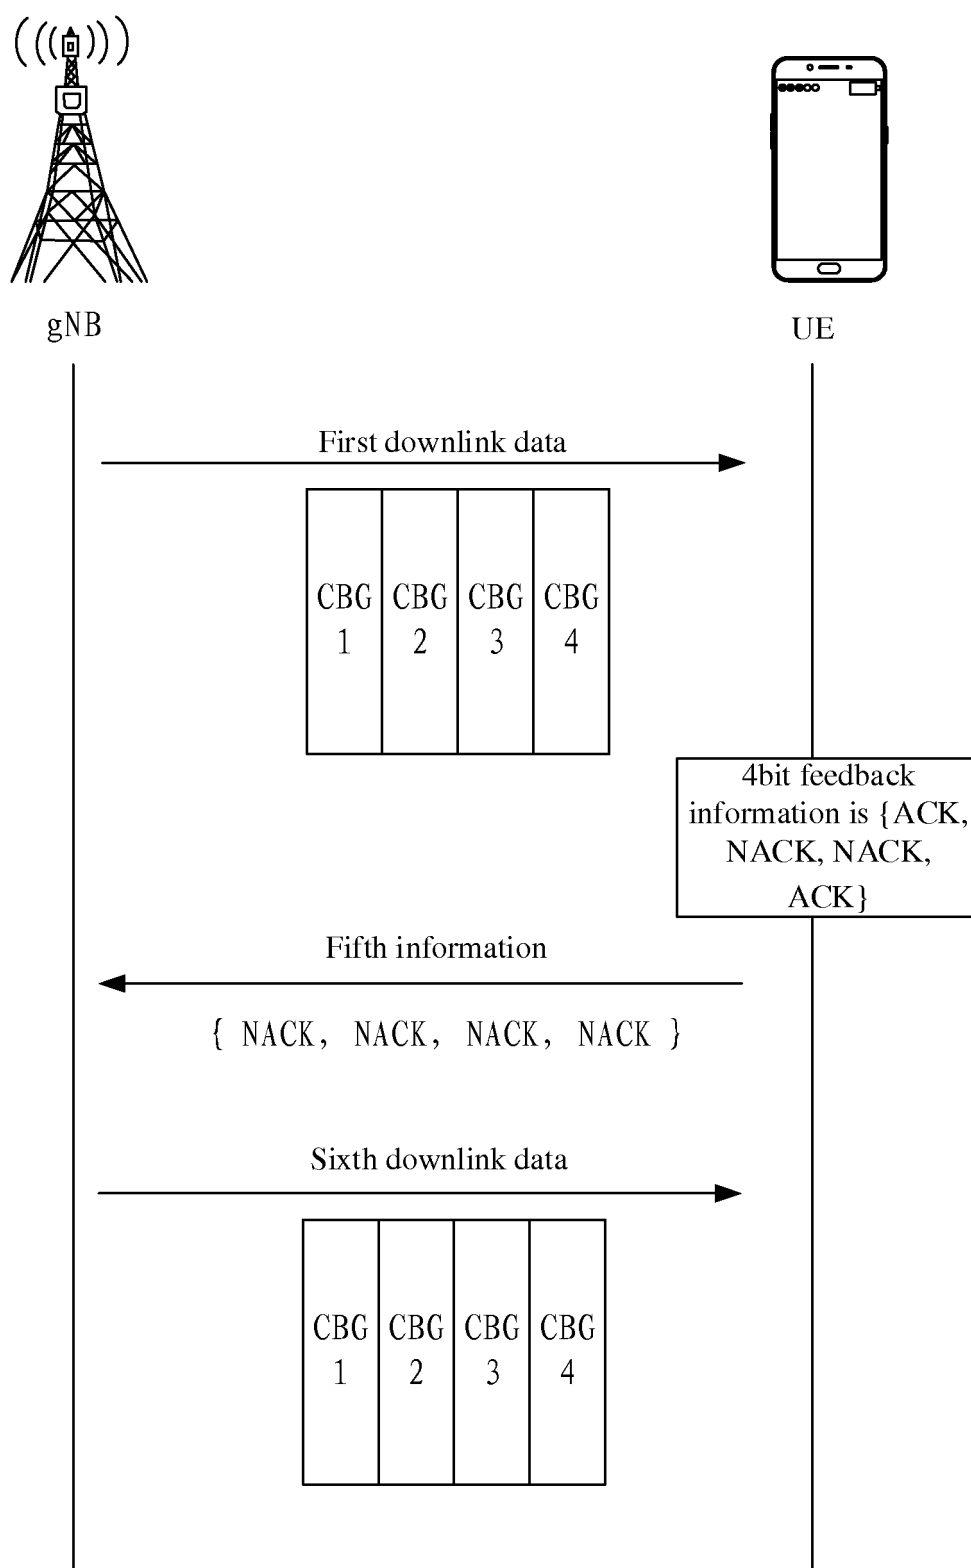 gNB
UE
First downlink data
CBG CBG CBG CBG
1 2 3 4
4bit feedback
information is {ACK,
NACK, NACK,
ACK}
Fifth information
{ NACK, NACK, NACK, NACK }
Sixth downlink data
CBG CBG CBG CBG
1 2 3 4